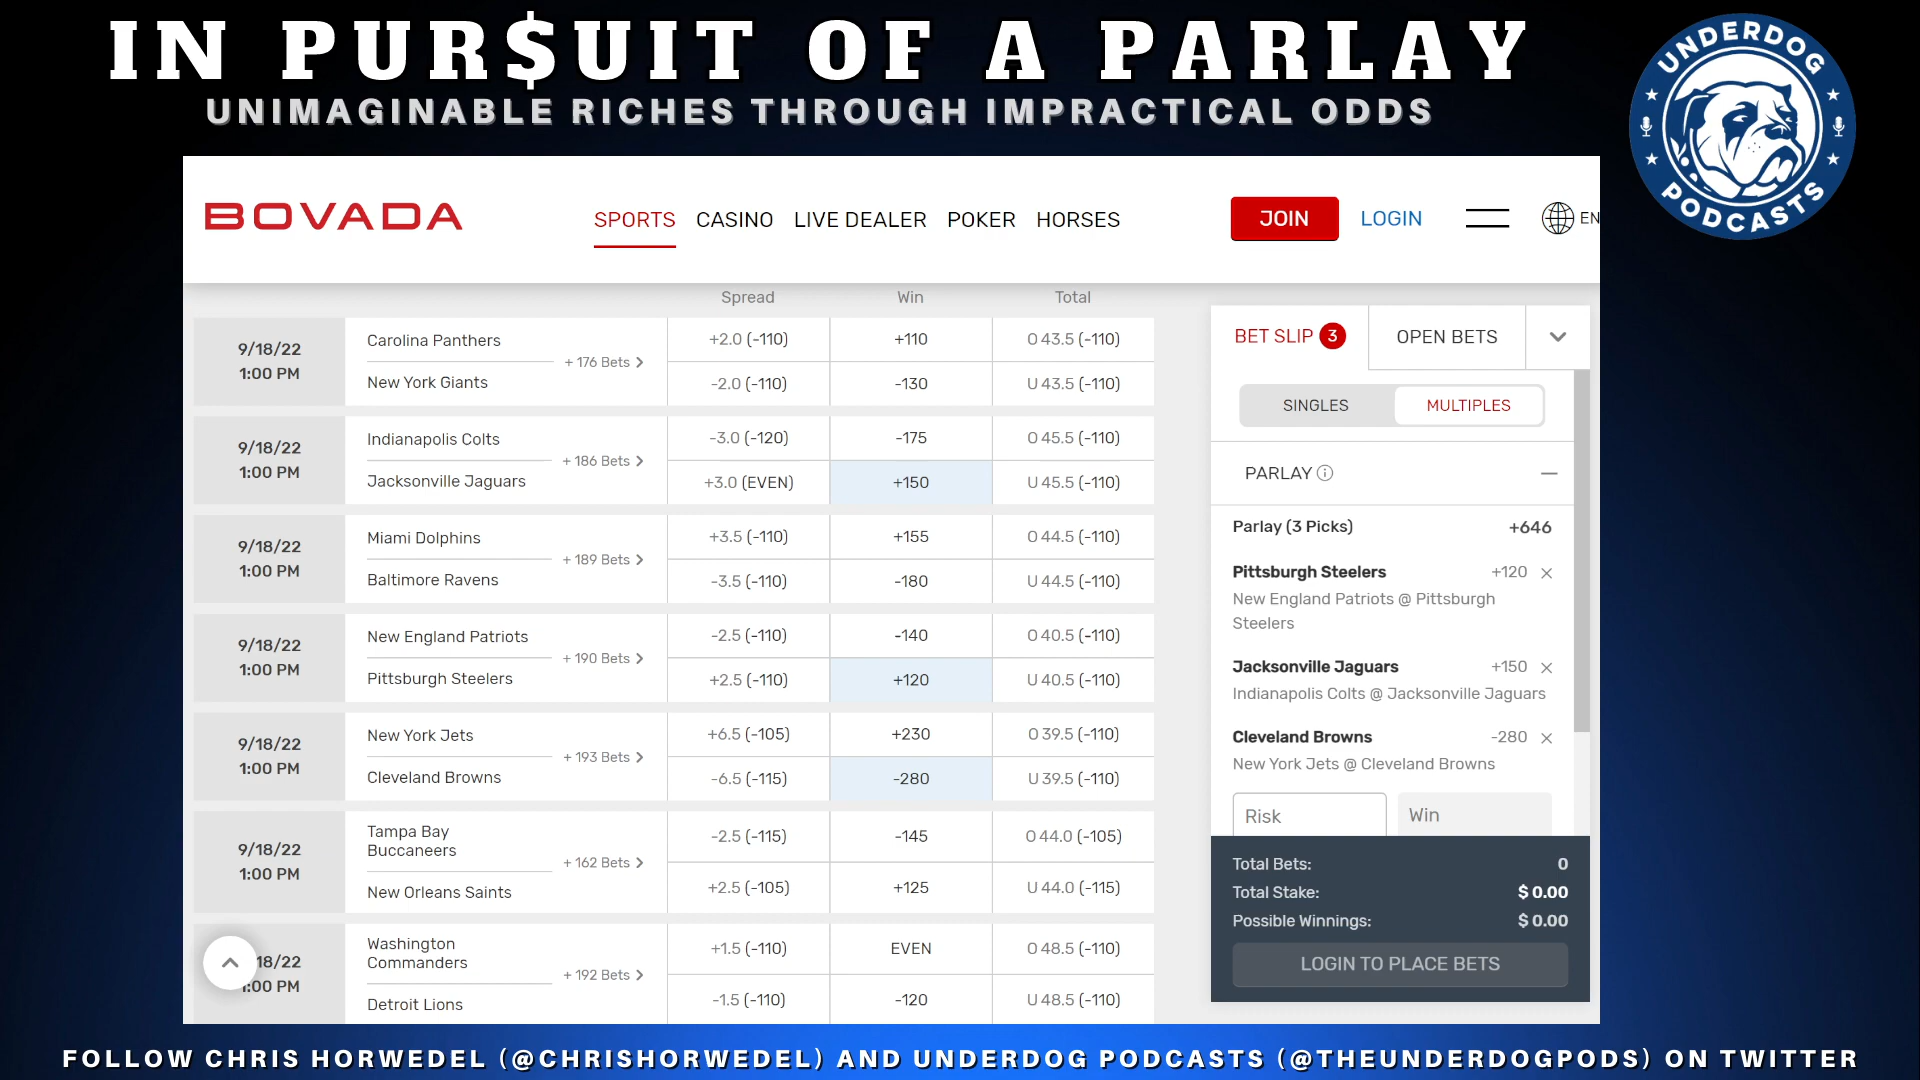 IN PUR$UIT OF A PARLAY
UNIMAGINABLE RICHES THROUGH IMPRACTICAL ODDS
UNDERDOG
PODCASTS
BOVADA
SPORTS CASINO LIVE DEALER POKER HORSES
JOIN LOGIN EN
Spread Win Total
9/18/22
1:00 PM
Carolina Panthers
New York Giants
+ 176 Bets >
+2.0 (-110) +110 O 43.5 (-110)
-2.0 (-110) -130 U 43.5 (-110)
9/18/22
1:00 PM
Indianapolis Colts
Jacksonville Jaguars
+ 186 Bets >
-3.0 (-120) -175 O 45.5 (-110)
+3.0 (EVEN) +150 U 45.5 (-110)
9/18/22
1:00 PM
Miami Dolphins
Baltimore Ravens
+ 189 Bets >
+3.5 (-110) +155 O 44.5 (-110)
-3.5 (-110) -180 U 44.5 (-110)
9/18/22
1:00 PM
New England Patriots
Pittsburgh Steelers
+ 190 Bets >
-2.5 (-110) -140 O 40.5 (-110)
+2.5 (-110) +120 U 40.5 (-110)
9/18/22
1:00 PM
New York Jets
Cleveland Browns
+ 193 Bets >
+6.5 (-105) +230 O 39.5 (-110)
-6.5 (-115) -280 U 39.5 (-110)
9/18/22
1:00 PM
Tampa Bay
Buccaneers
New Orleans Saints
+ 162 Bets >
-2.5 (-115) -145 O 44.0 (-105)
+2.5 (-105) +125 U 44.0 (-115)
18/22
1:00 PM
Washington
Commanders
Detroit Lions
+ 192 Bets >
+1.5 (-110) EVEN O 48.5 (-110)
-1.5 (-110) -120 U 48.5 (-110)
BET SLIP 3 OPEN BETS
SINGLES MULTIPLES
PARLAY
Parlay (3 Picks) +646
Pittsburgh Steelers +120
New England Patriots @ Pittsburgh
Steelers
Jacksonville Jaguars +150
Indianapolis Colts @ Jacksonville Jaguars
Cleveland Browns -280
New York Jets @ Cleveland Browns
Risk Win
Total Bets: 0
Total Stake: $ 0.00
Possible Winnings: $ 0.00
LOGIN TO PLACE BETS
FOLLOW CHRIS HORWEDEL (@CHRISHORWEDEL) AND UNDERDOG PODCASTS (@THEUNDERDOGPODS) ON TWITTER